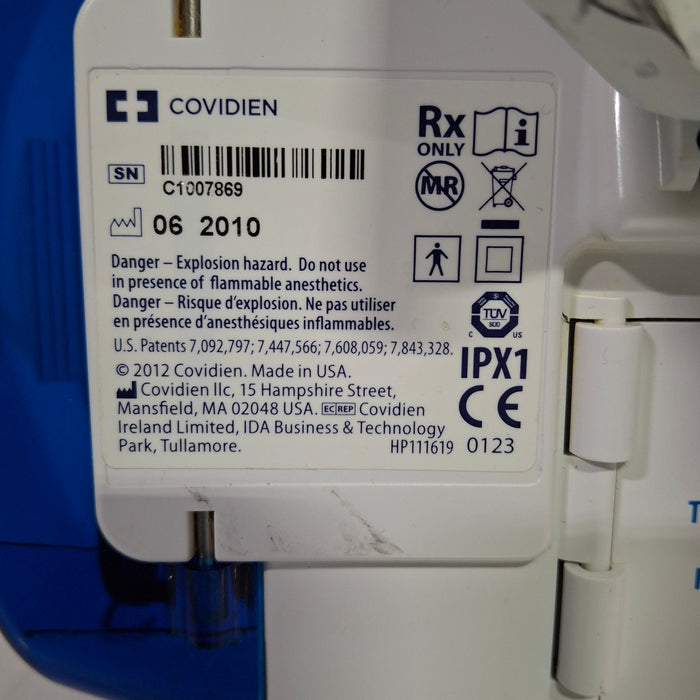 COVIDIEN
Rx
ONLY
SN
C1007869
MR
06 2010
Danger – Explosion hazard. Do not use
in presence of flammable anesthetics.
Danger – Risque d'explosion. Ne pas utiliser
en présence d'anesthésiques inflammables.
C TÜV US
SÜD
U.S. Patents 7,092,797; 7,447,566; 7,608,059; 7,843,328.
IPX1
© 2012 Covidien. Made in USA.
Covidien llc, 15 Hampshire Street,
Mansfield, MA 02048 USA. EC REP Covidien
Ireland Limited, IDA Business & Technology
Park, Tullamore.
HP111619
CE
0123